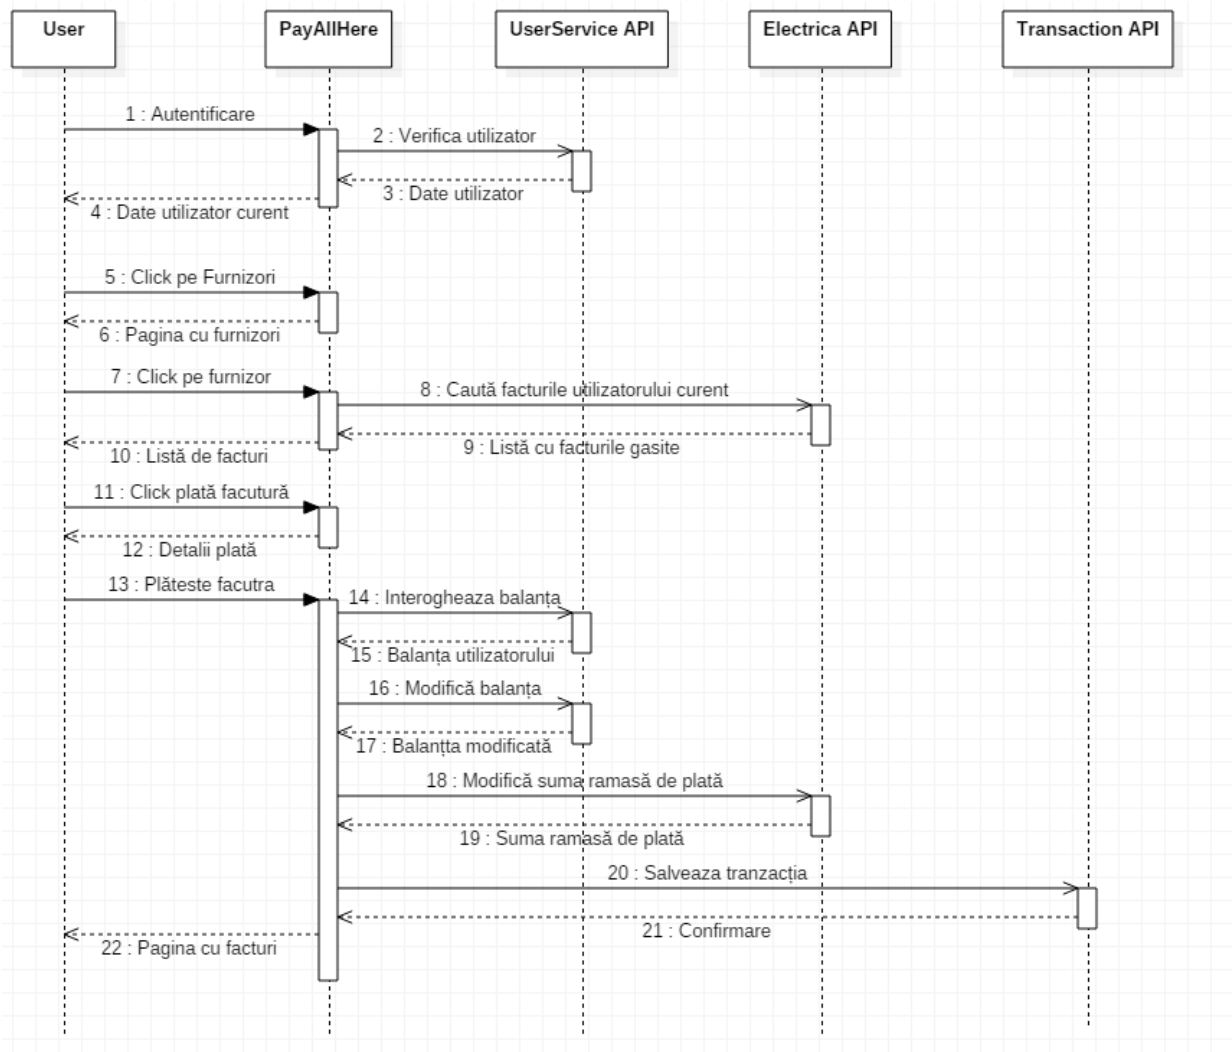 User
PayAllHere
UserService API
Electrica API
Transaction API
1 : Autentificare
2 : Verifica utilizator
3 : Date utilizator
4 : Date utilizator curent
5 : Click pe Furnizori
6 : Pagina cu furnizori
7 : Click pe furnizor
8 : Caută facturile utilizatorului curent
9 : Listă cu facturile gasite
10 : Listă de facturi
11 : Click plată facutură
12 : Detalii plată
13 : Plăteste facutra
14 : Interogheaza balanța
15 : Balanța utilizatorului
16 : Modifică balanța
17 : Balanțta modificată
18 : Modifică suma ramasă de plată
19 : Suma ramasă de plată
20 : Salveaza tranzacția
21 : Confirmare
22 : Pagina cu facturi